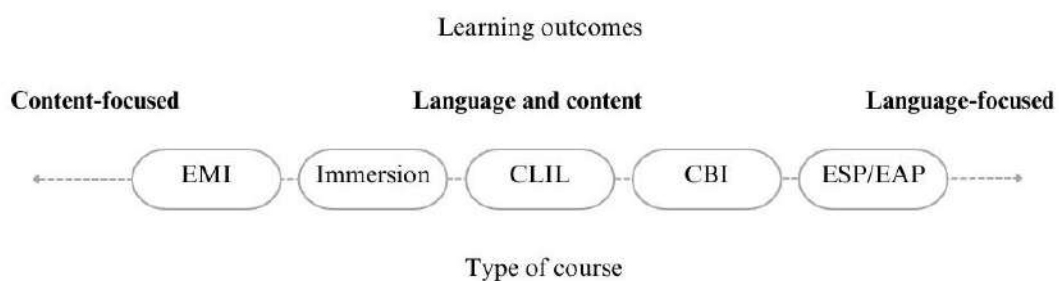 Learning outcomes
Content-focused Language and content Language-focused
EMI Immersion CLIL CBI ESP/EAP
Type of course